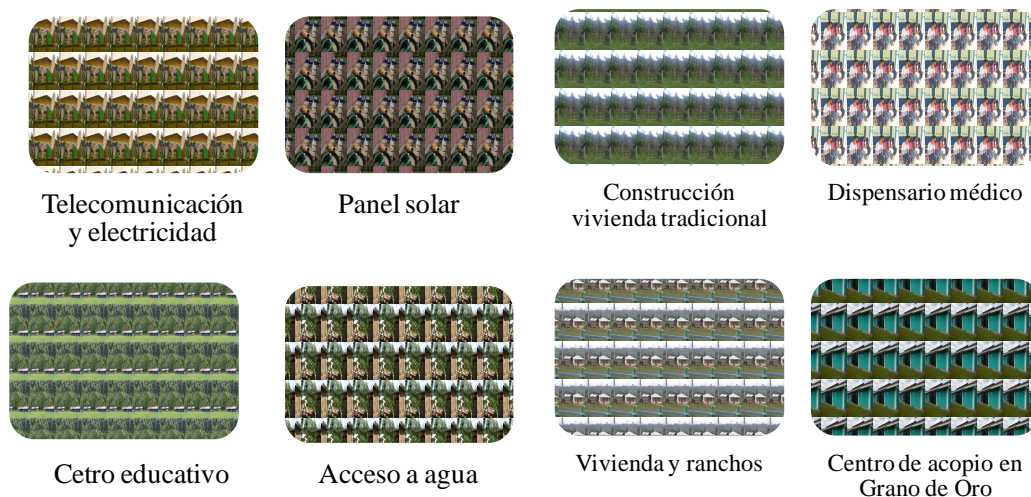 Telecomunicación
y electricidad
Panel solar
Construcción
vivienda tradicional
Dispensario médico
Cetro educativo
Acceso a agua
Vivienda y ranchos
Centro de acopio en
Grano de Oro